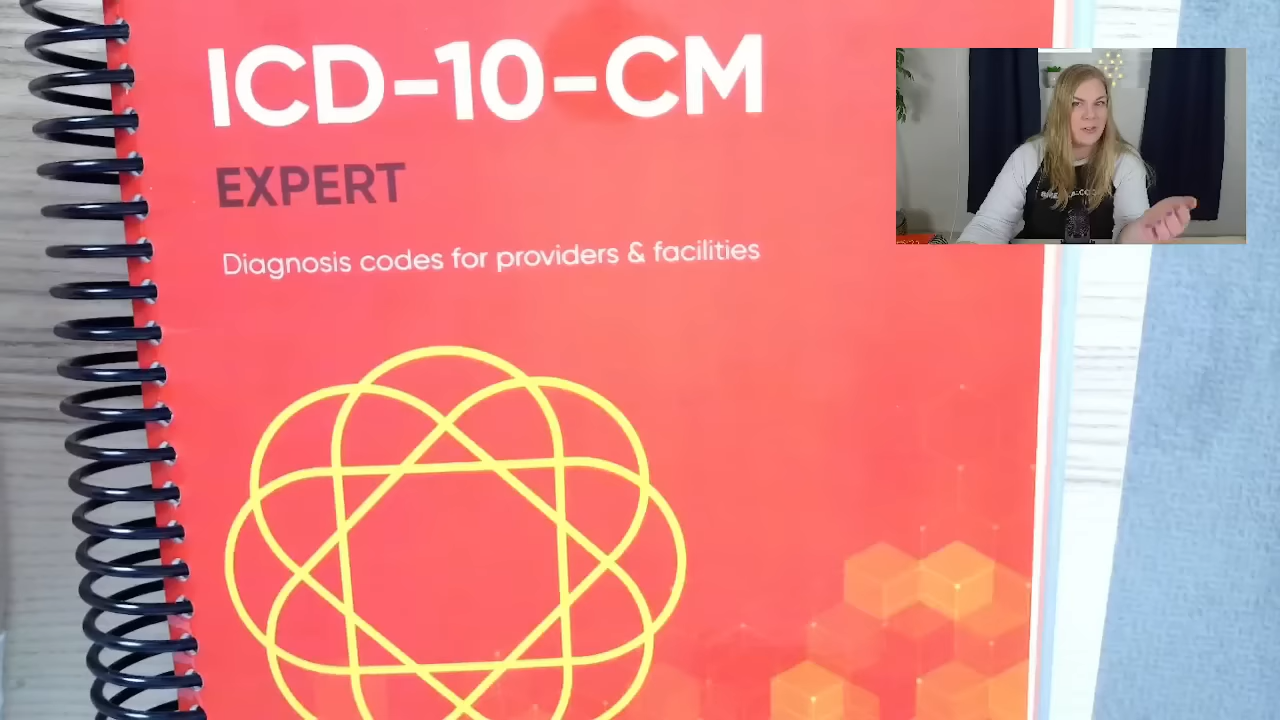 ICD-10-CM
EXPERT
Diagnosis codes for providers & facilities